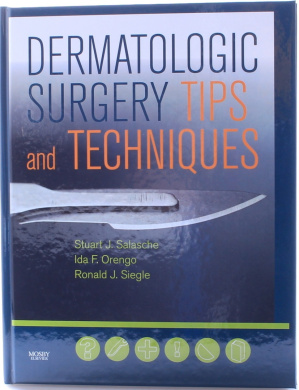 DERMATOLOGIC
SURGERY TIPS
and TECHNIQUES
Stuart J. Salasche
Ida F. Orengo
Ronald J. Siegle
MOSBY
ELSEVIER